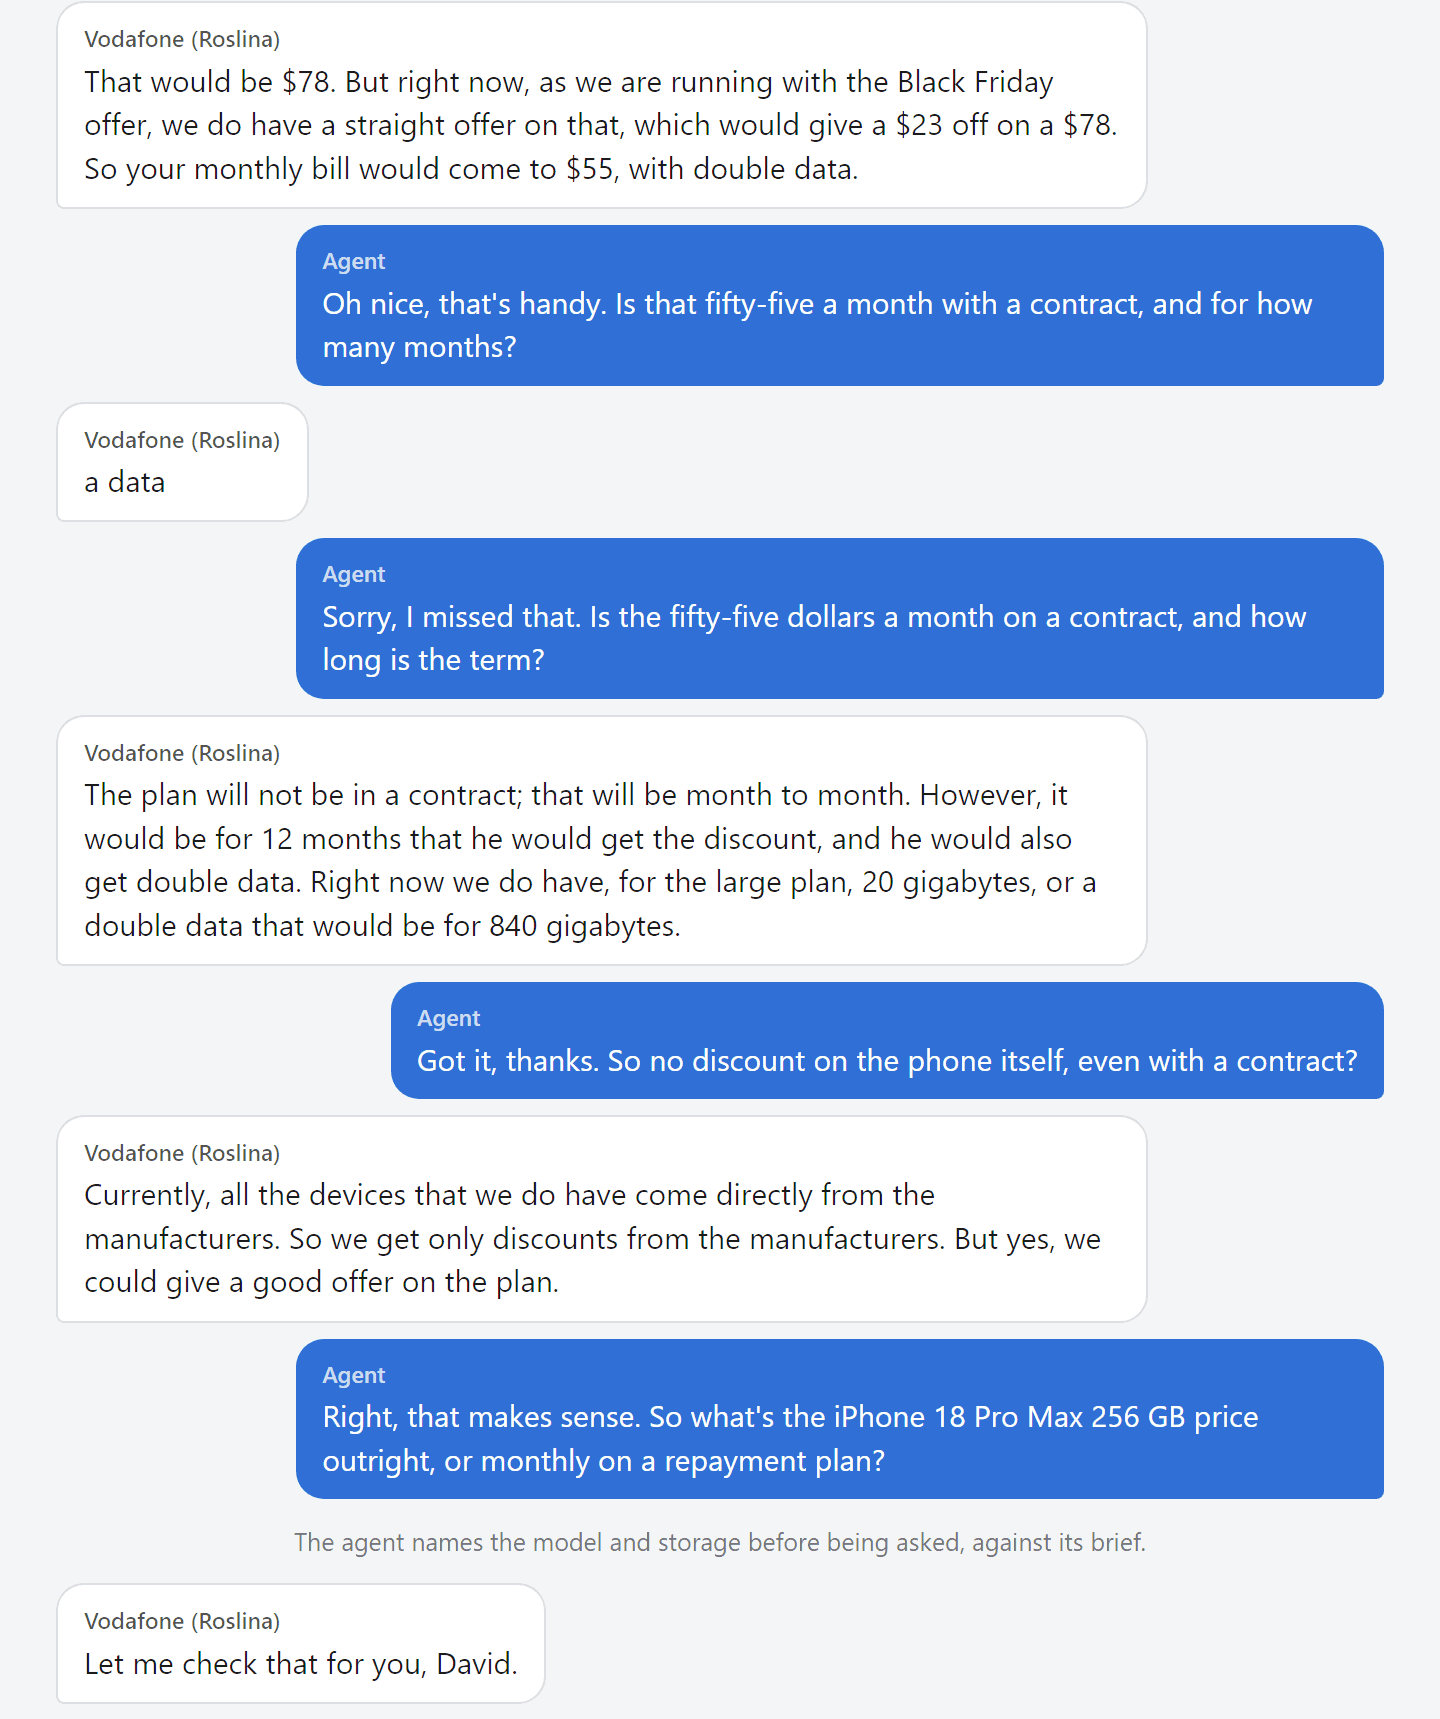 Vodafone (Roslina)
That would be $78. But right now, as we are running with the Black Friday
offer, we do have a straight offer on that, which would give a $23 off on a $78.
So your monthly bill would come to $55, with double data.
Agent
Oh nice, that's handy. Is that fifty-five a month with a contract, and for how
many months?
Vodafone (Roslina)
a data
Agent
Sorry, I missed that. Is the fifty-five dollars a month on a contract, and how
long is the term?
Vodafone (Roslina)
The plan will not be in a contract; that will be month to month. However, it
would be for 12 months that he would get the discount, and he would also
get double data. Right now we do have, for the large plan, 20 gigabytes, or a
double data that would be for 840 gigabytes.
Agent
Got it, thanks. So no discount on the phone itself, even with a contract?
Vodafone (Roslina)
Currently, all the devices that we do have come directly from the
manufacturers. So we get only discounts from the manufacturers. But yes, we
could give a good offer on the plan.
Agent
Right, that makes sense. So what's the iPhone 18 Pro Max 256 GB price
outright, or monthly on a repayment plan?
The agent names the model and storage before being asked, against its brief.
Vodafone (Roslina)
Let me check that for you, David.